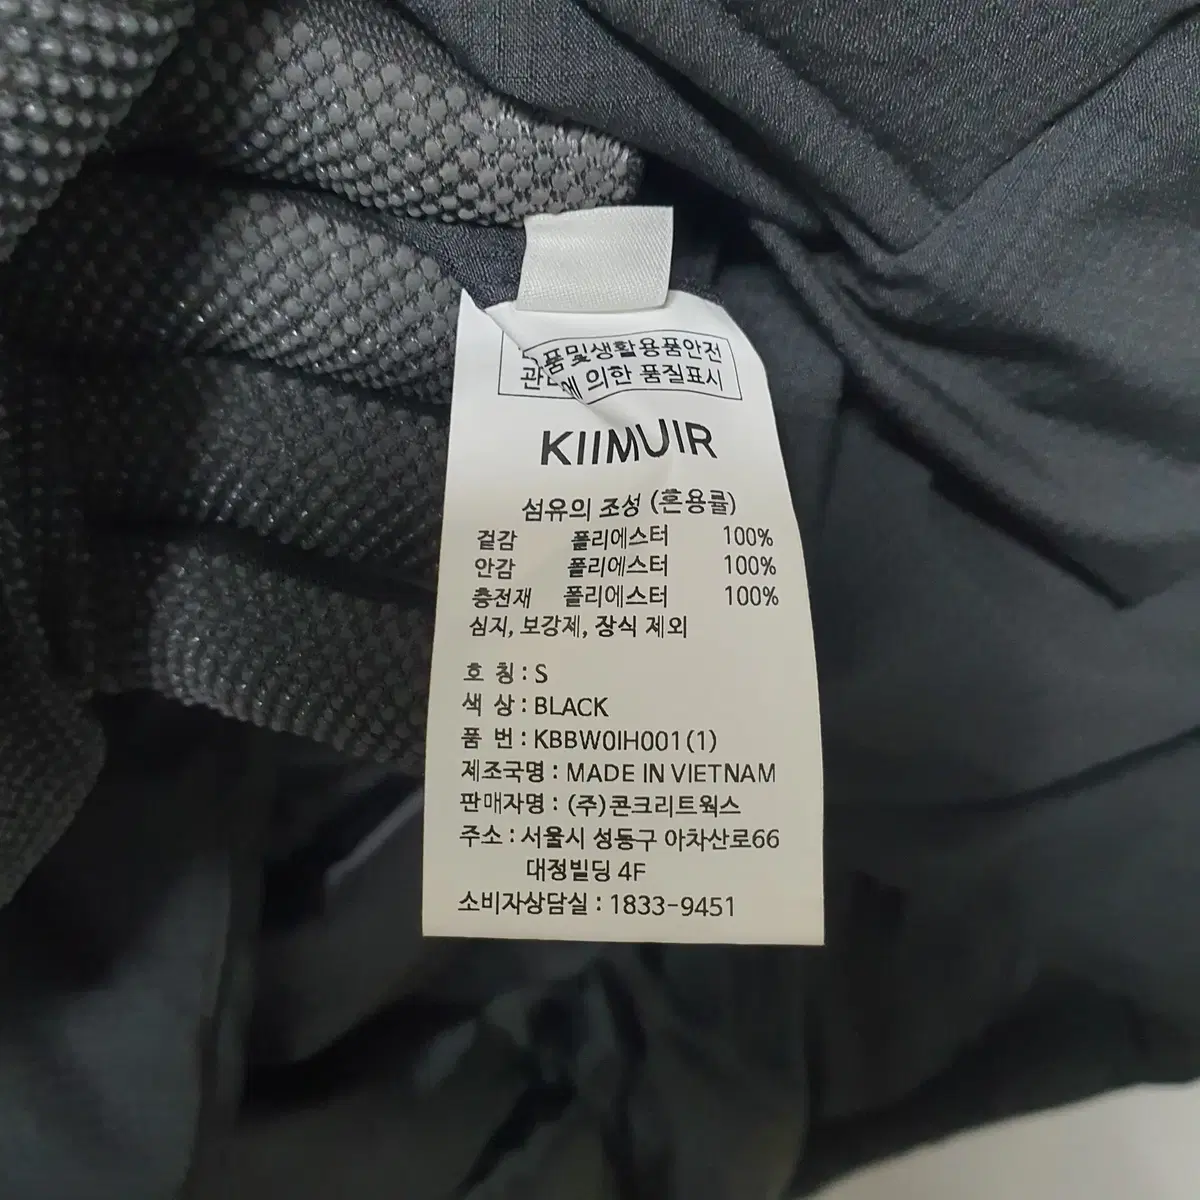 품및생활용품안전
의한 품질표시
KIIMUIR
섬유의 조성 (혼용률)
겉감 폴리에스터 100%
안감 폴리에스터 100%
충전재 폴리에스터 100%
심지, 보강제, 장식 제외
호 칭 : S
색 상 : BLACK
품 번 : KBBW0IH001(1)
제조국명 : MADE IN VIETNAM
판매자명 : (주)콘크리트웍스
주소 : 서울시 성동구 아차산로66
대정빌딩 4F
소비자상담실 : 1833-9451